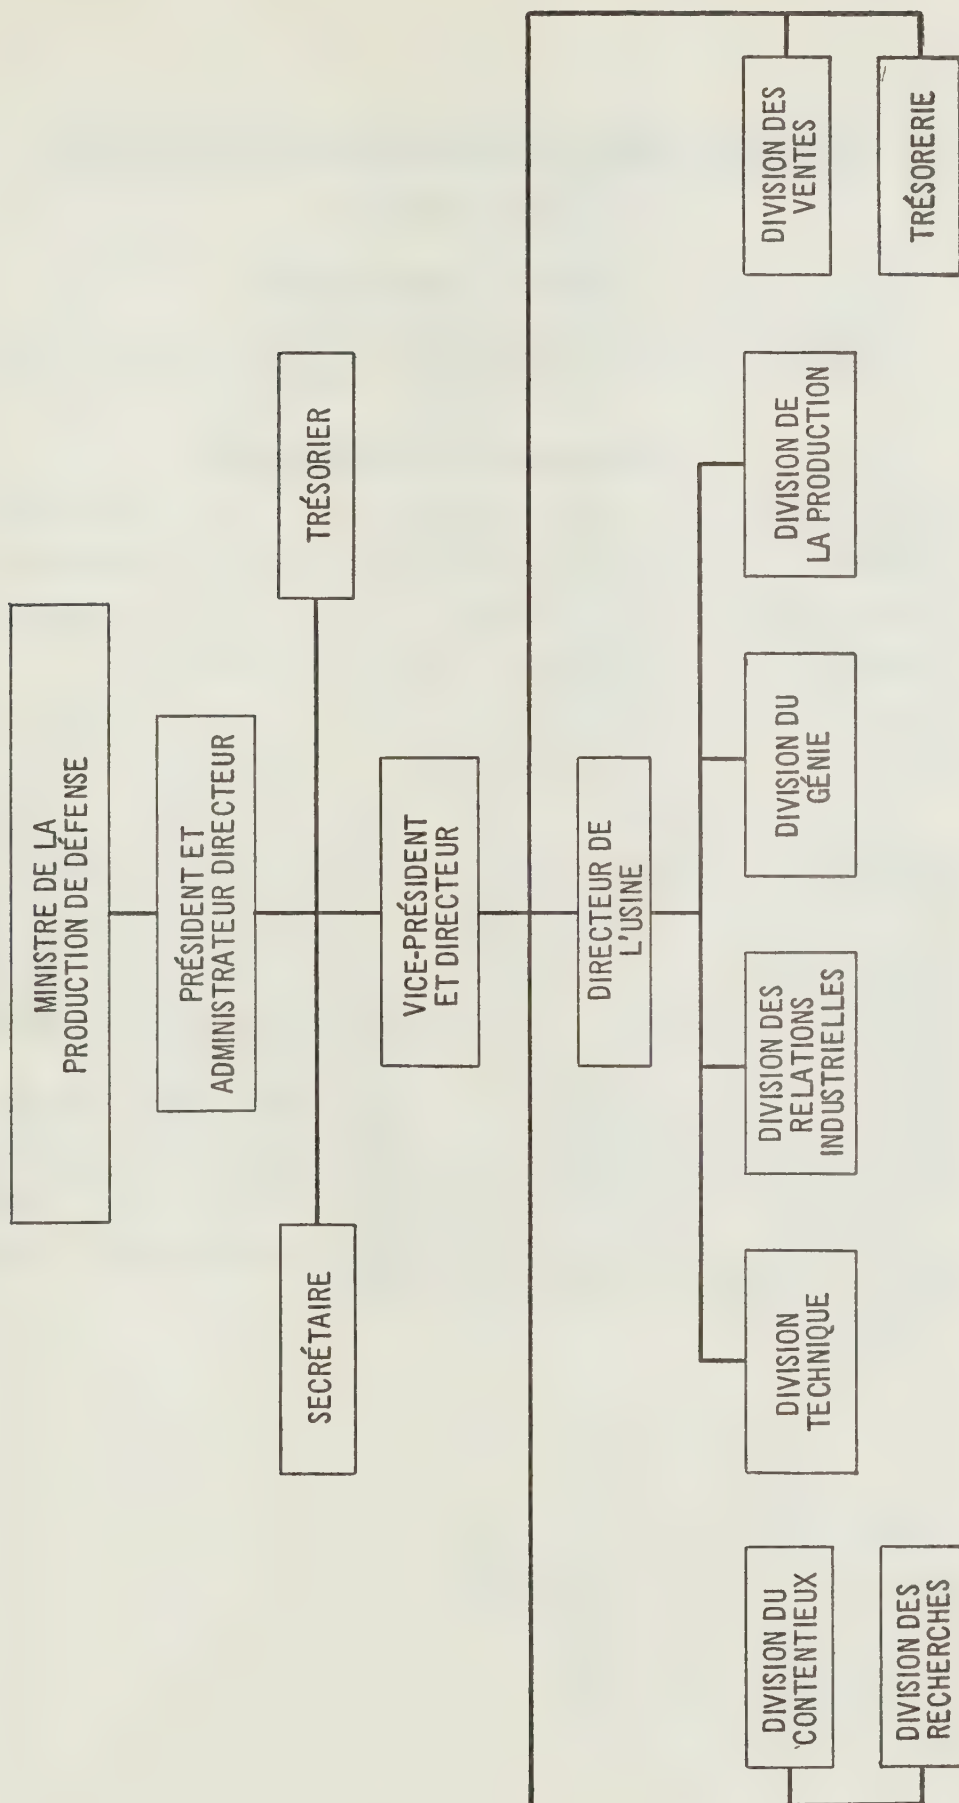 MINISTRE DE LA
PRODUCTION DE DÉFENSE
PRÉSIDENT ET
ADMINISTRATEUR DIRECTEUR
SECRÉTAIRE
TRÉSORIER
VICE-PRÉSIDENT
ET DIRECTEUR
DIRECTEUR DE
L'USINE
DIVISION DU
CONTENTIEUX
DIVISION
TECHNIQUE
DIVISION DES
RELATIONS
INDUSTRIELLES
DIVISION DU
GÉNIE
DIVISION DE
LA PRODUCTION
DIVISION DES
VENTES
DIVISION DES
RECHERCHES
TRÉSORERIE